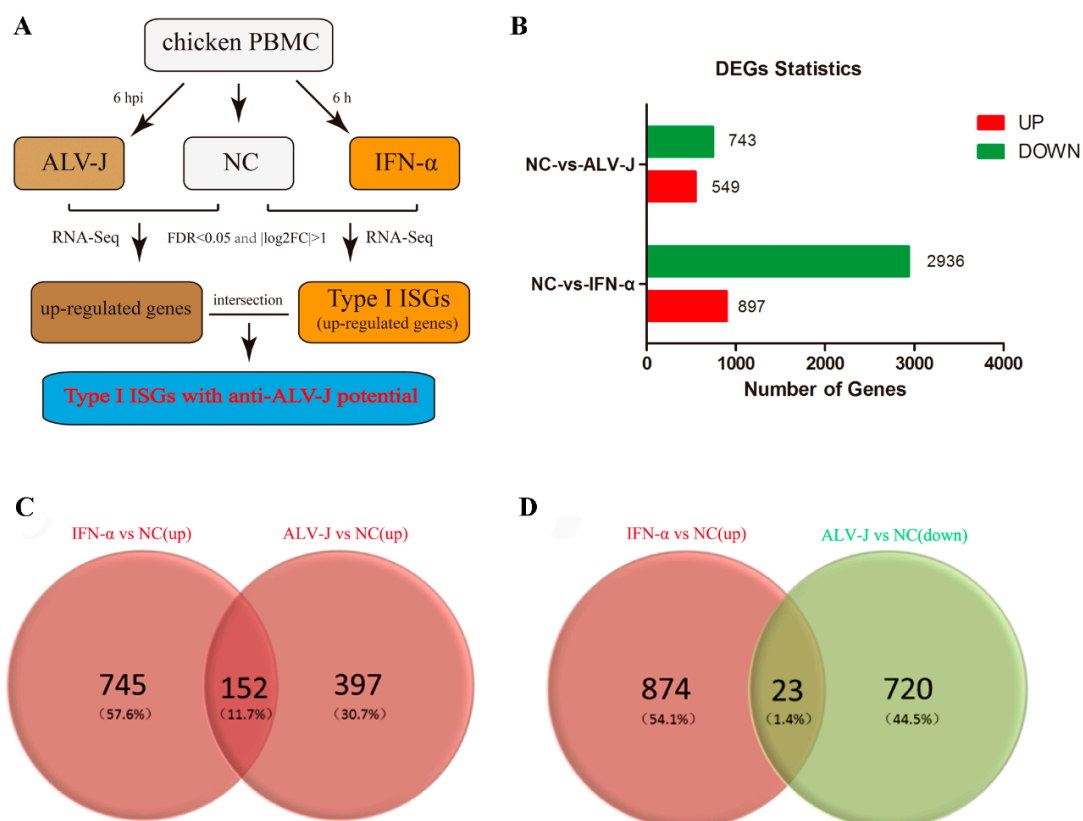 A
chicken PBMC
6 hpi
6 h
ALV-J
NC
IFN-α
RNA-Seq
FDR<0.05 and |log2FC|>1
RNA-Seq
up-regulated genes
intersection
Type I ISGs
(up-regulated genes)
Type I ISGs with anti-ALV-J potential
B
DEGs Statistics
UP
DOWN
NC-vs-ALV-J
743
549
NC-vs-IFN-α
2936
897
0
1000
2000
3000
4000
Number of Genes
C
IFN-α vs NC(up)
ALV-J vs NC(up)
745
(57.6%)
152
(11.7%)
397
(30.7%)
D
IFN-α vs NC(up)
ALV-J vs NC(down)
874
(54.1%)
23
(1.4%)
720
(44.5%)